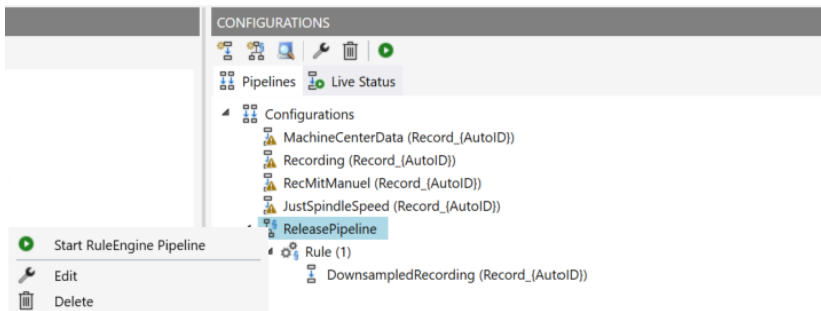 CONFIGURATIONS
Pipelines Live Status
Configurations
MachineCenterData (Record_{AutoID})
Recording (Record_{AutoID})
RecMitManuel (Record_{AutoID})
JustSpindleSpeed (Record_{AutoID})
ReleasePipeline
Rule (1)
DownsampledRecording (Record_{AutoID})
Start RuleEngine Pipeline
Edit
Delete